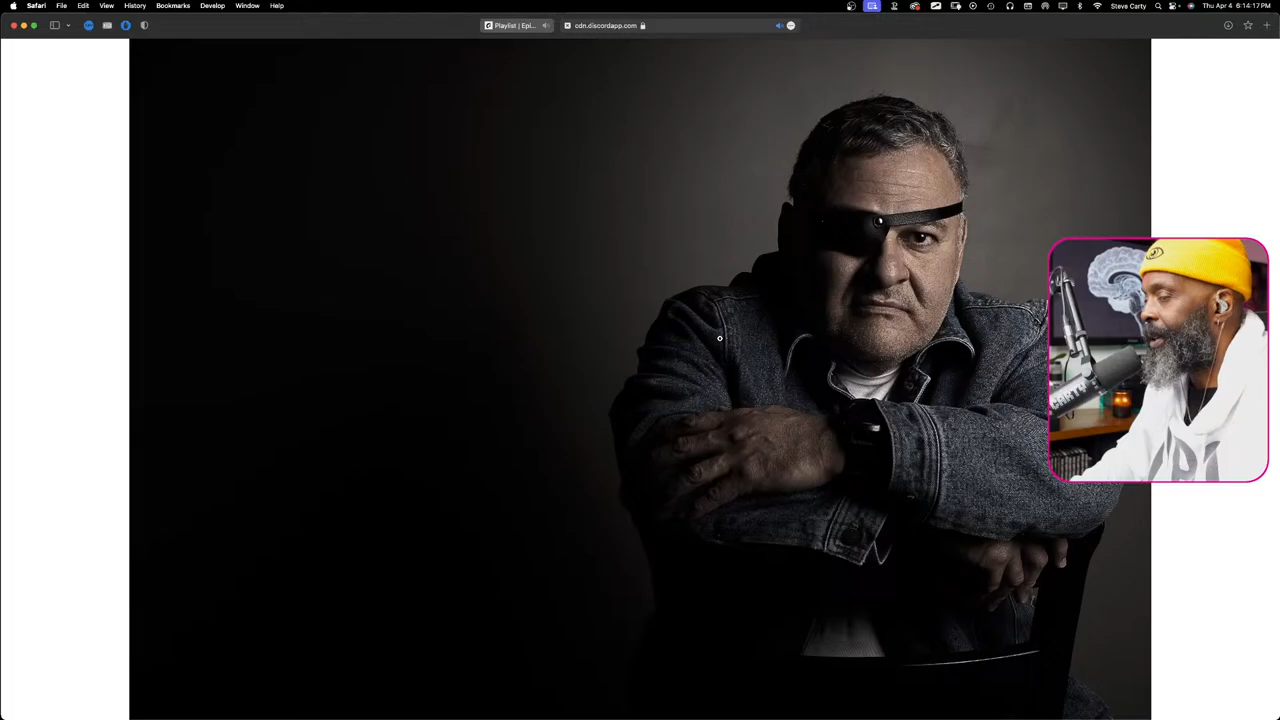 Safari File Edit View History Bookmarks Develop Window Help
Steve Carty Thu Apr 4 6:14:17 PM
Playlist | Epi...
cdn.discordapp.com